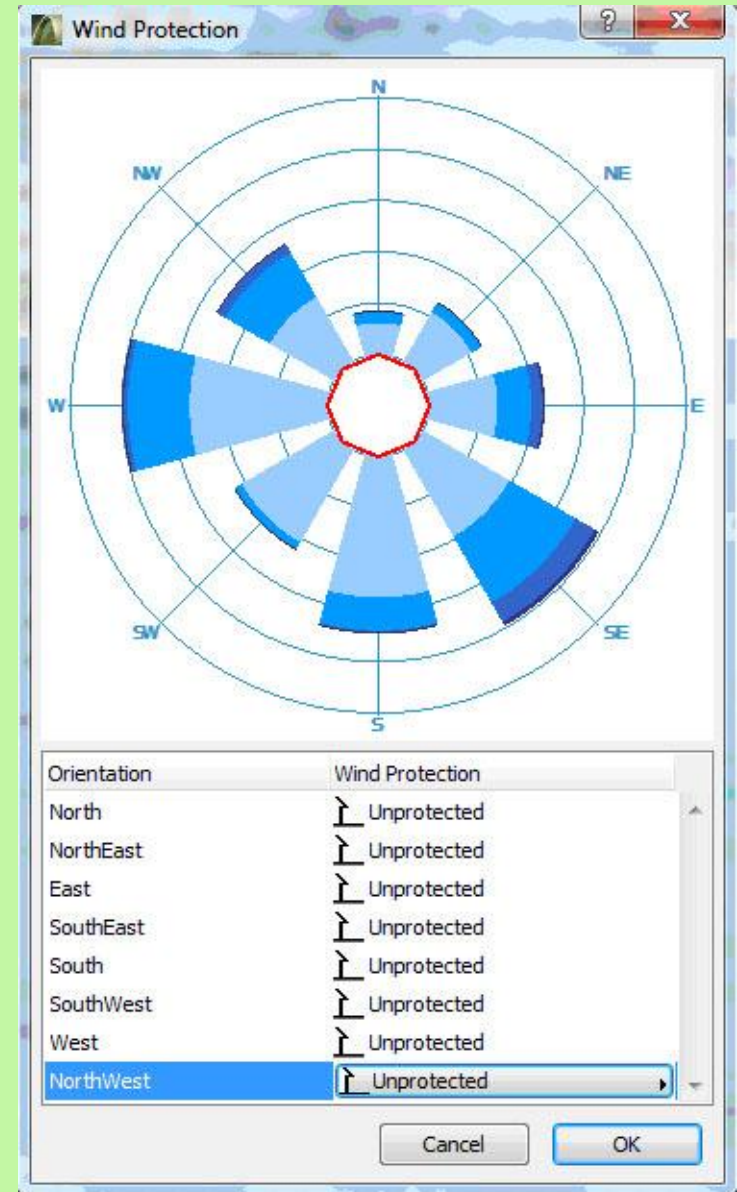 Wind Protection
N
NW NE
W E
SW SE
S
Orientation Wind Protection
North Unprotected
NorthEast Unprotected
East Unprotected
SouthEast Unprotected
South Unprotected
SouthWest Unprotected
West Unprotected
NorthWest Unprotected
Cancel OK